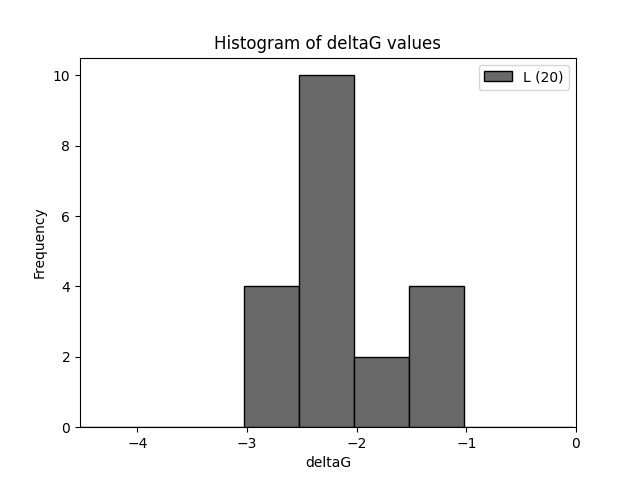 Histogram of deltaG values
L (20)
10
8
6
4
2
0
Frequency
−4
−3
−2
−1
0
deltaG